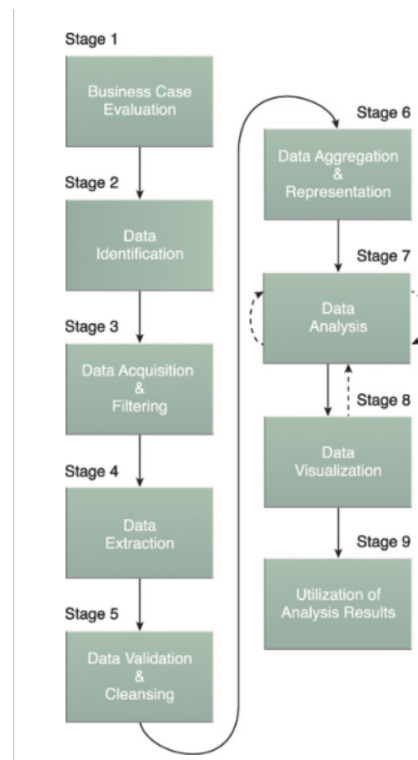 Stage 1
Business Case
Evaluation
Stage 2
Data
Identification
Stage 3
Data Acquisition
&
Filtering
Stage 4
Data
Extraction
Stage 5
Data Validation
&
Cleansing
Stage 6
Data Aggregation
&
Representation
Stage 7
Data
Analysis
Stage 8
Data
Visualization
Stage 9
Utilization of
Analysis Results